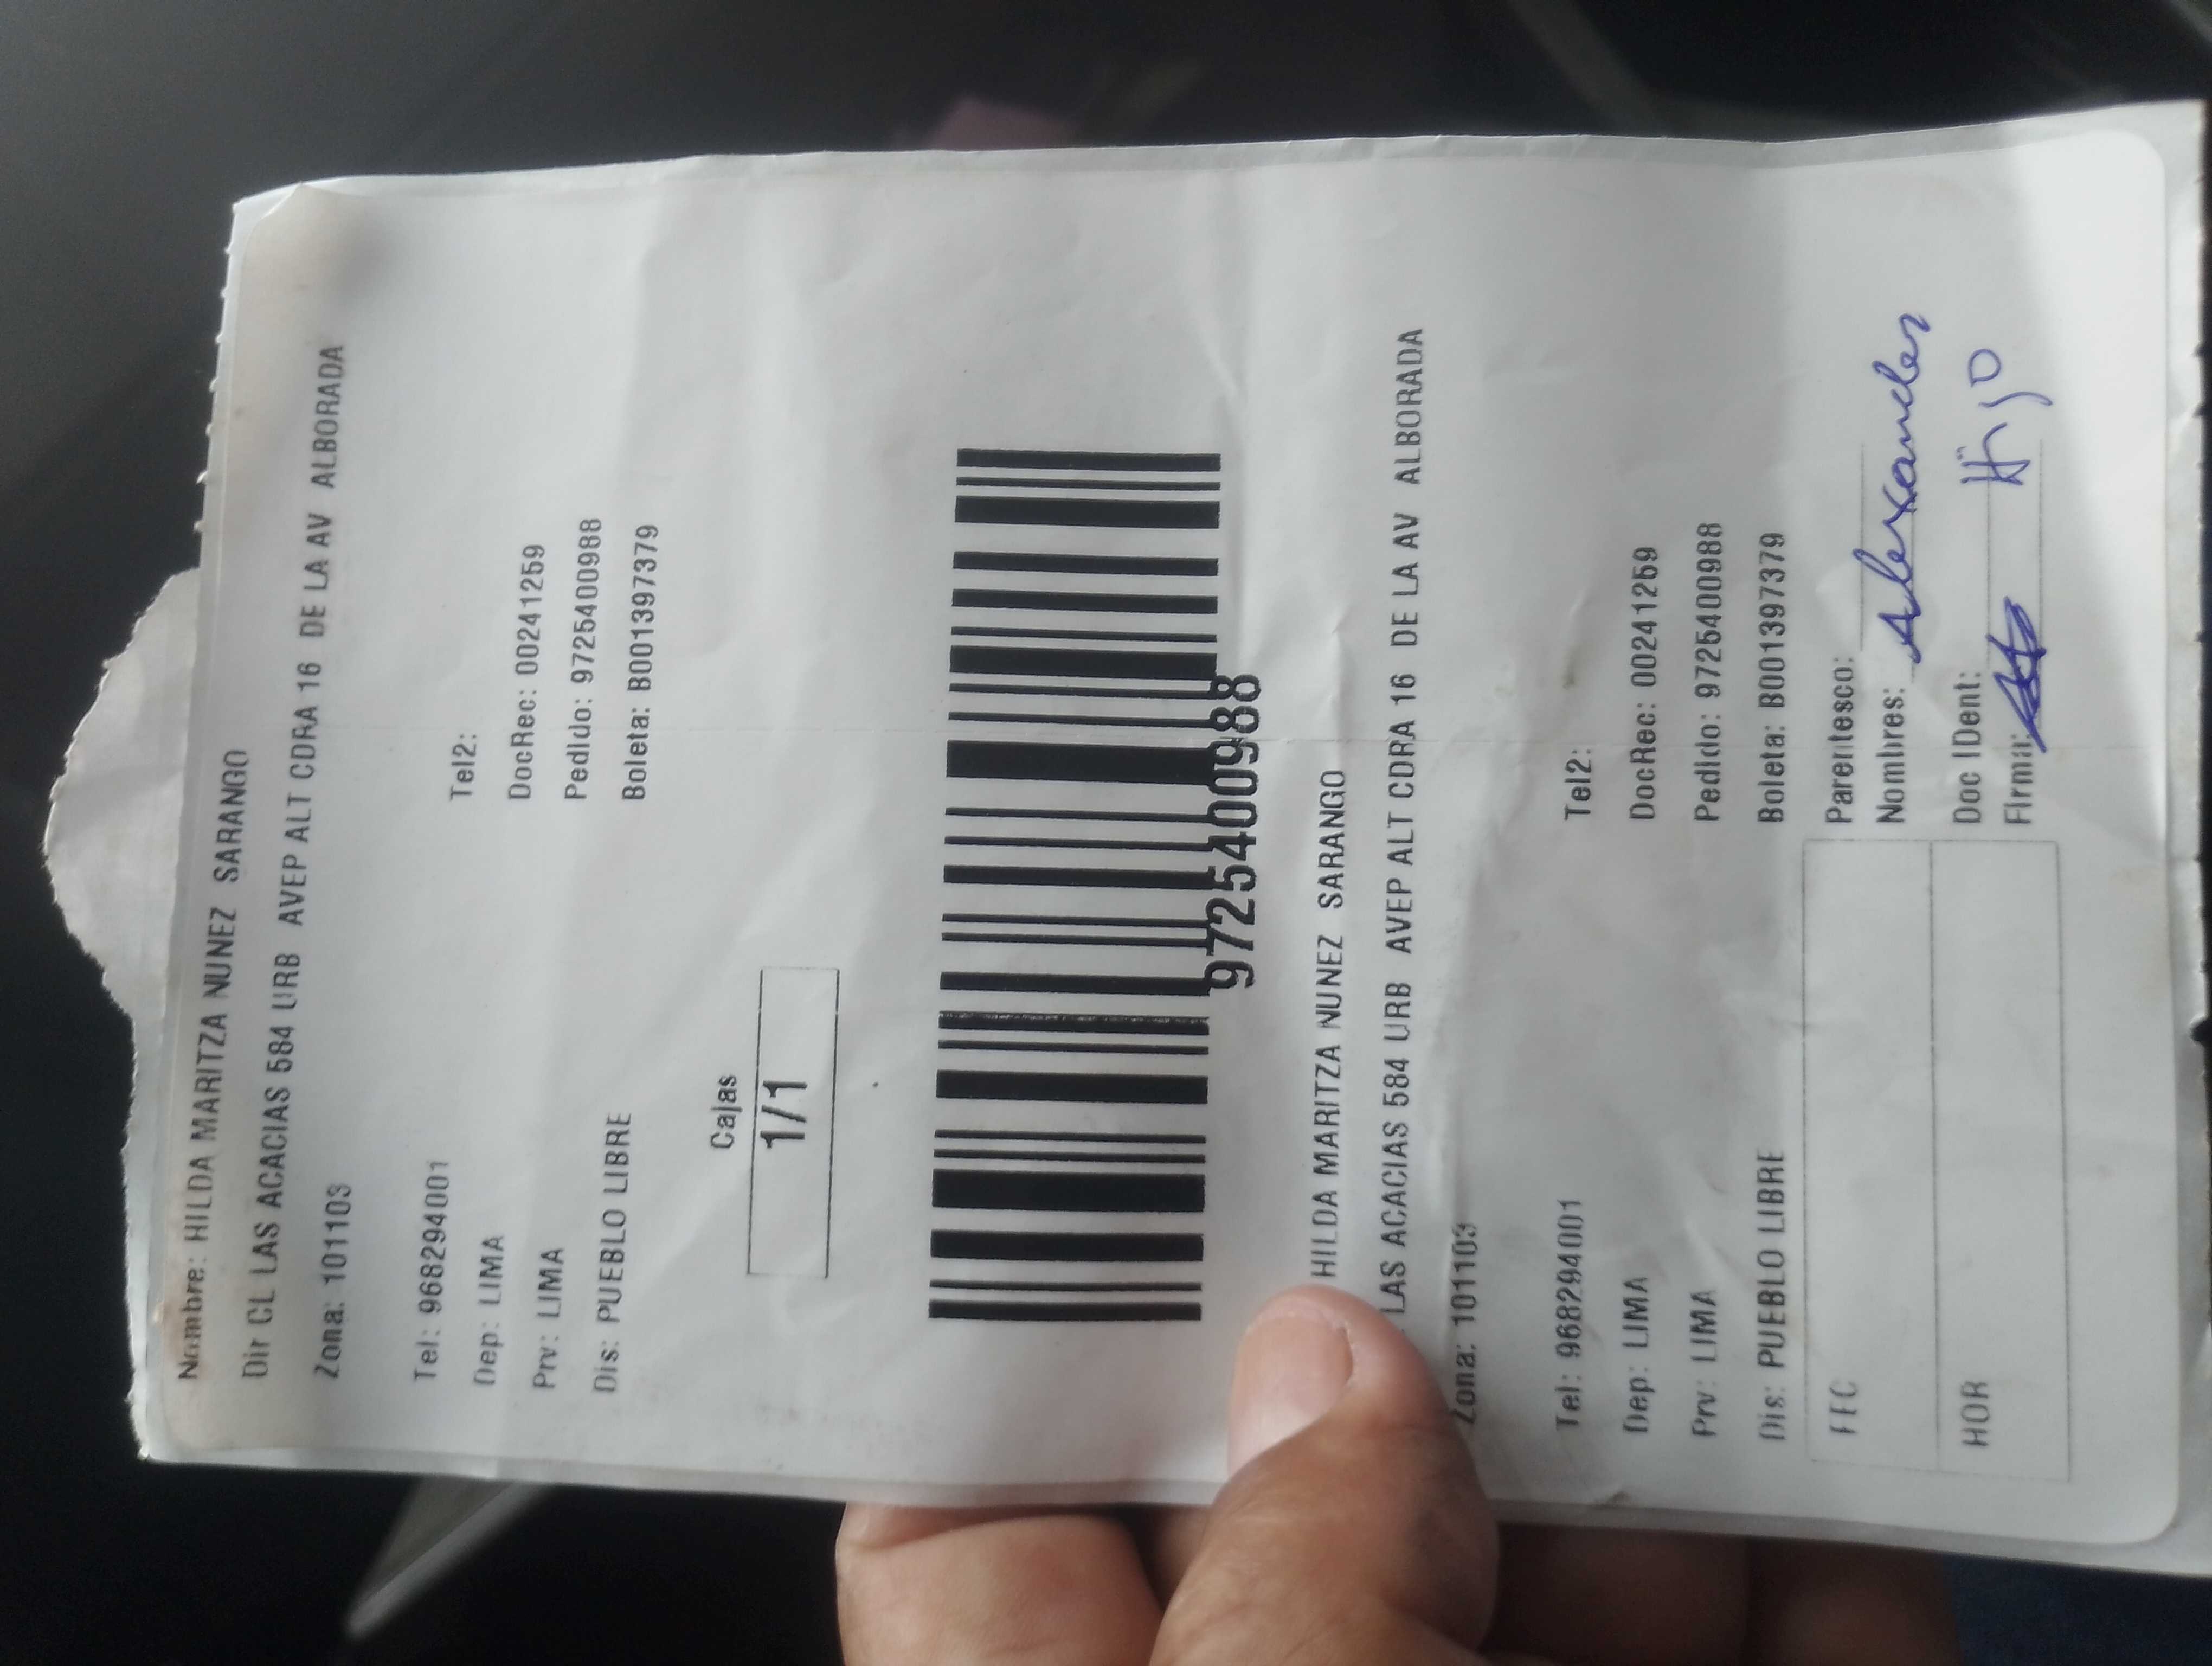 Nombre: HILDA MARITZA NUNEZ SARANGO
Dir CL LAS ACACIAS 584 URB AVEP ALT CDRA 16 DE LA AV ALBORADA
Zona: 101103
Tel: 968294001 Tel2:
Dep: LIMA DocRec: 00241259
Prv: LIMA Pedido: 9725400988
Dis: PUEBLO LIBRE Boleta: B001397379
Cajas
1/1
9725400988
HILDA MARITZA NUNEZ SARANGO
LAS ACACIAS 584 URB AVEP ALT CDRA 16 DE LA AV ALBORADA
Zona: 101103
Tel: 968294001 Tel2:
Dep: LIMA DocRec: 00241259
Prv: LIMA Pedido: 9725400988
Dis: PUEBLO LIBRE Boleta: B001397379
FEC Parentesco:
Nombres: Alexander
HOR Doc IDent:
Firma: Hijo